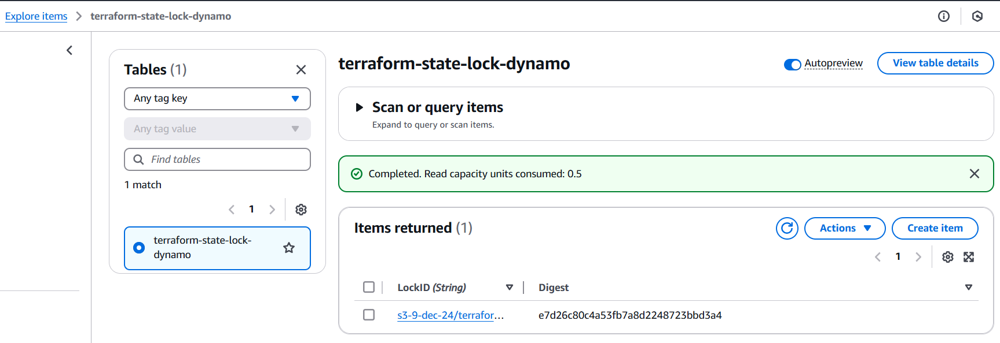 Explore items > terraform-state-lock-dynamo
Tables (1)
Any tag key
Any tag value
Find tables
1 match
1
terraform-state-lock-
dynamo
terraform-state-lock-dynamo
Autopreview
View table details
Scan or query items
Expand to query or scan items.
Completed. Read capacity units consumed: 0.5
Items returned (1)
Actions
Create item
1
LockID (String)
Digest
s3-9-dec-24/terrafor...
e7d26c80c4a53fb7a8d2248723bbd3a4